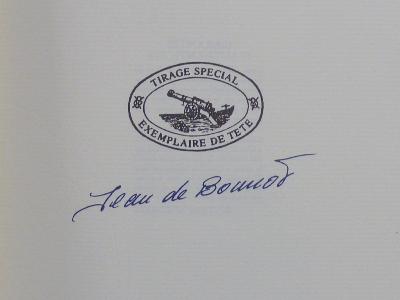 TIRAGE SPECIAL
EXEMPLAIRE DE TETE
Jean de Bonnot